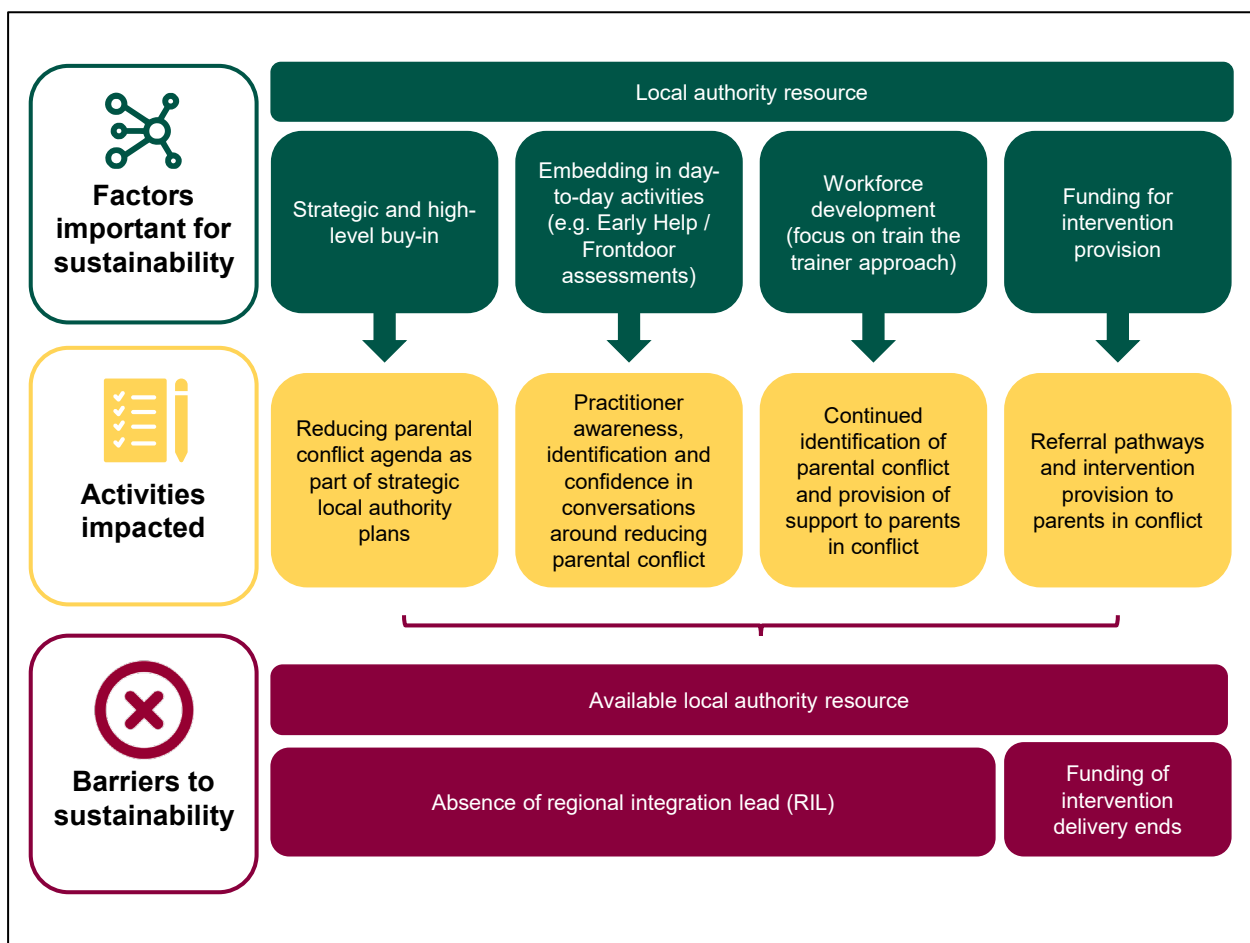 Factors
important for
sustainability
Local authority resource
Strategic and high-
level buy-in
Embedding in day-
to-day activities
(e.g. Early Help /
Frontdoor
assessments)
Workforce
development
(focus on train the
trainer approach)
Funding for
intervention
provision
Activities
impacted
Reducing parental
conflict agenda as
part of strategic
local authority
plans
Practitioner
awareness,
identification and
confidence in
conversations
around reducing
parental conflict
Continued
identification of
parental conflict
and provision of
support to parents
in conflict
Referral pathways
and intervention
provision to
parents in conflict
Barriers to
sustainability
Available local authority resource
Absence of regional integration lead (RIL)
Funding of
intervention
delivery ends